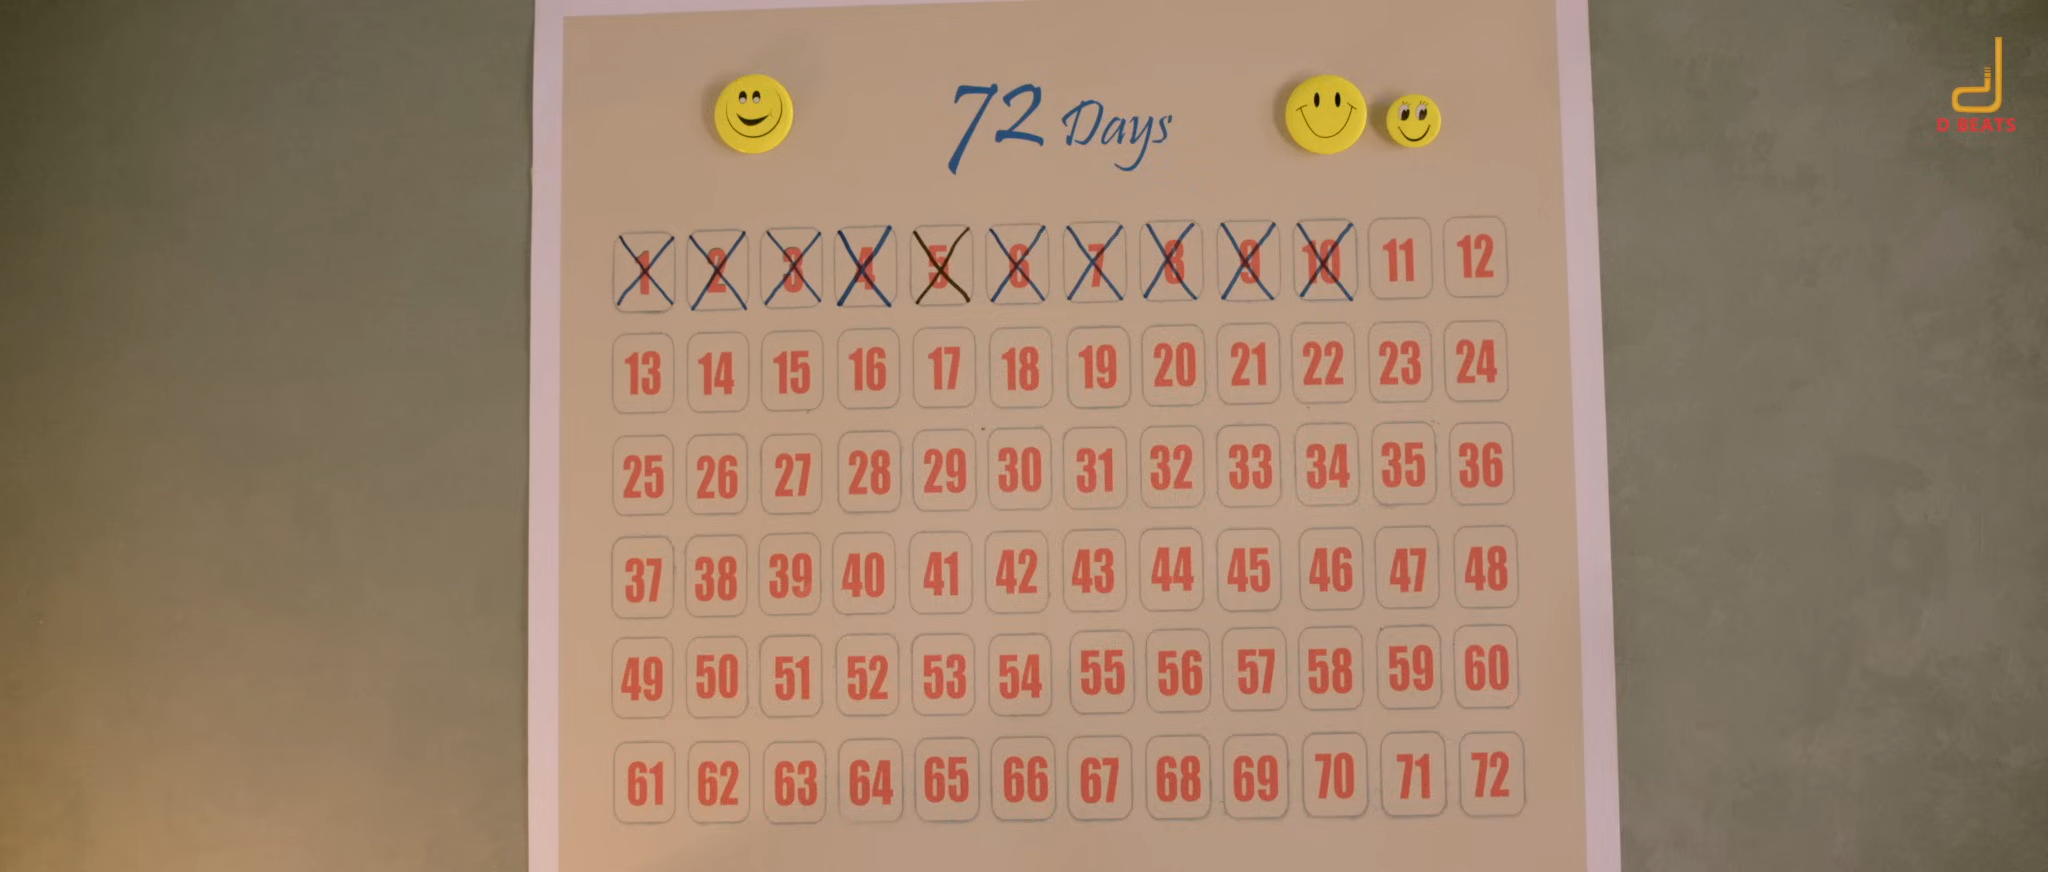 72 Days
D BEATS
1 2 3 4 5 6 7 8 9 10 11 12
13 14 15 16 17 18 19 20 21 22 23 24
25 26 27 28 29 30 31 32 33 34 35 36
37 38 39 40 41 42 43 44 45 46 47 48
49 50 51 52 53 54 55 56 57 58 59 60
61 62 63 64 65 66 67 68 69 70 71 72